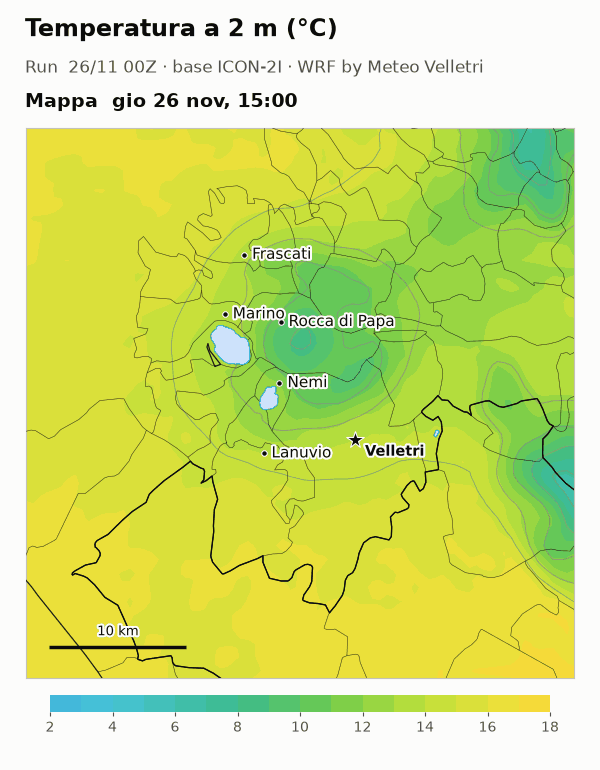 Temperatura a 2 m (°C)
Run  26/11 00Z · base ICON-2I · WRF by Meteo Velletri
Mappa  gio 26 nov, 15:00
Frascati
Marino
Rocca di Papa
Nemi
Lanuvio
Velletri
10 km
2 4 6 8 10 12 14 16 18